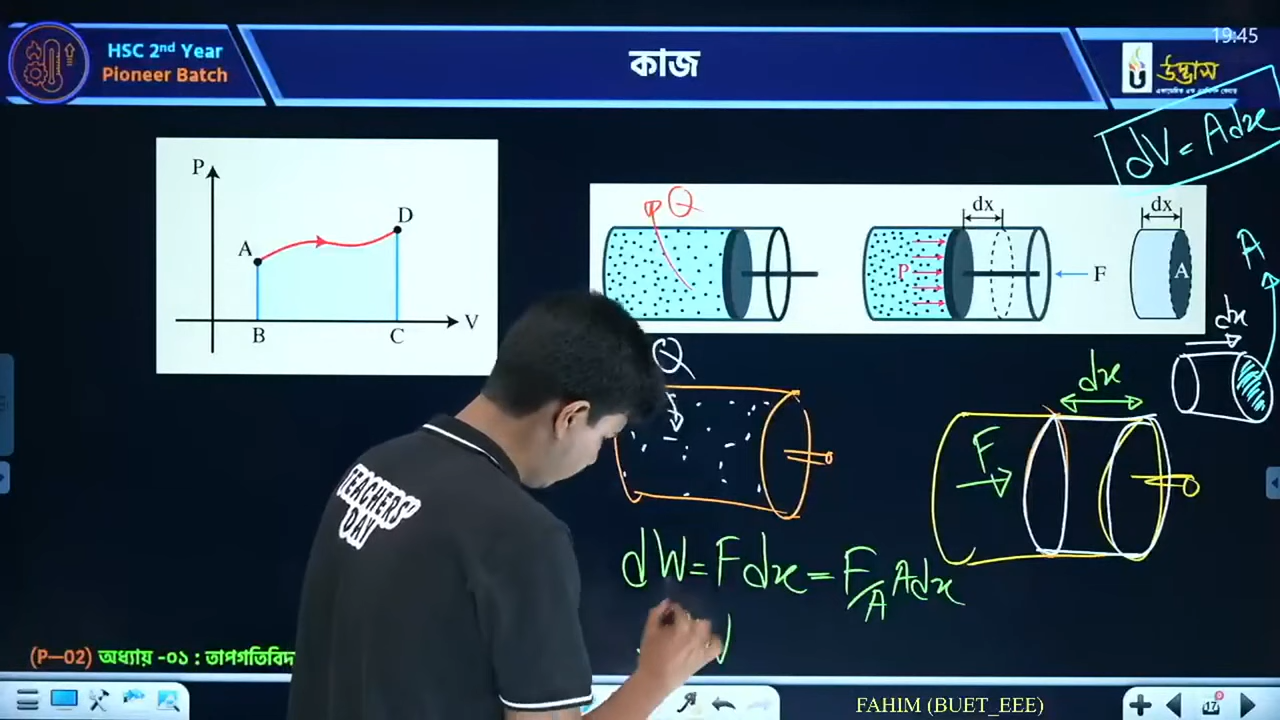 19:45
HSC 2nd Year
Pioneer Batch
কাজ
উদ্ভাস
dV = Adx
P
A
D
B
C
V
Q
dx
P
F
dx
A
A
dx
Q
dx
F
dW = Fdx = F/A Adx
(P-02) অধ্যায় -০১ : তাপগতিবিদ
TEACHERS'
DAY
17
FAHIM (BUET_EEE)